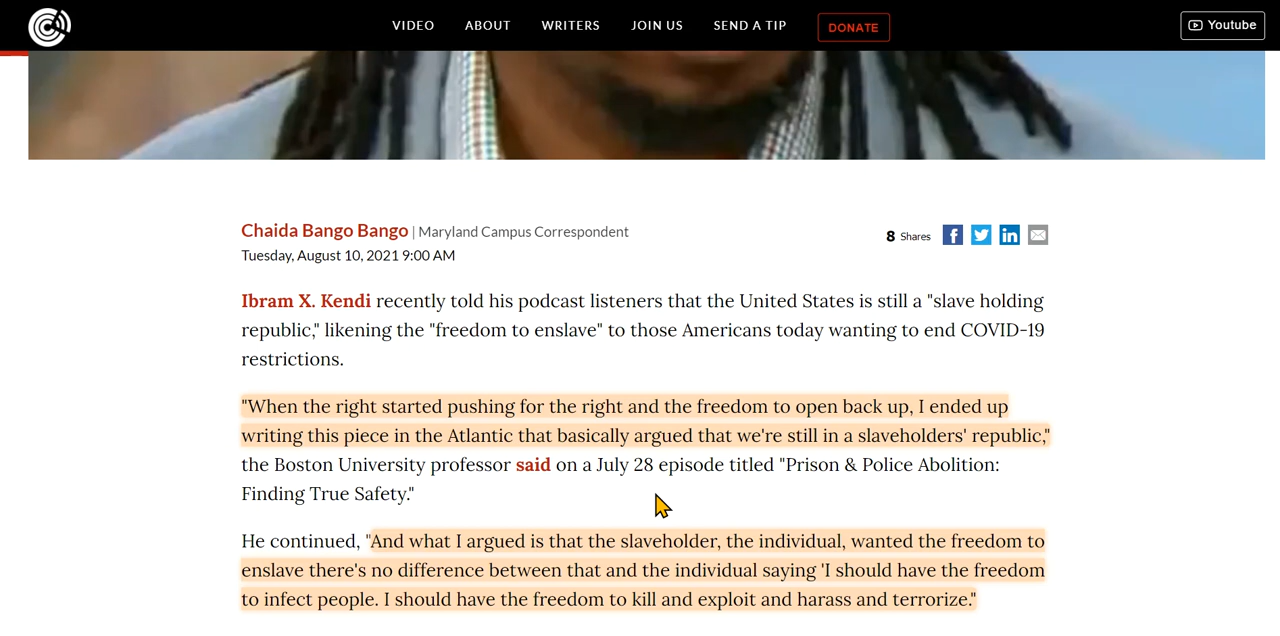 VIDEO ABOUT WRITERS JOIN US SEND A TIP DONATE Youtube
Chaida Bango Bango | Maryland Campus Correspondent
8 Shares
Tuesday, August 10, 2021 9:00 AM
Ibram X. Kendi recently told his podcast listeners that the United States is still a "slave holding
republic," likening the "freedom to enslave" to those Americans today wanting to end COVID-19
restrictions.
"When the right started pushing for the right and the freedom to open back up, I ended up
writing this piece in the Atlantic that basically argued that we're still in a slaveholders' republic,"
the Boston University professor said on a July 28 episode titled "Prison & Police Abolition:
Finding True Safety."
He continued, "And what I argued is that the slaveholder, the individual, wanted the freedom to
enslave there's no difference between that and the individual saying 'I should have the freedom
to infect people. I should have the freedom to kill and exploit and harass and terrorize."